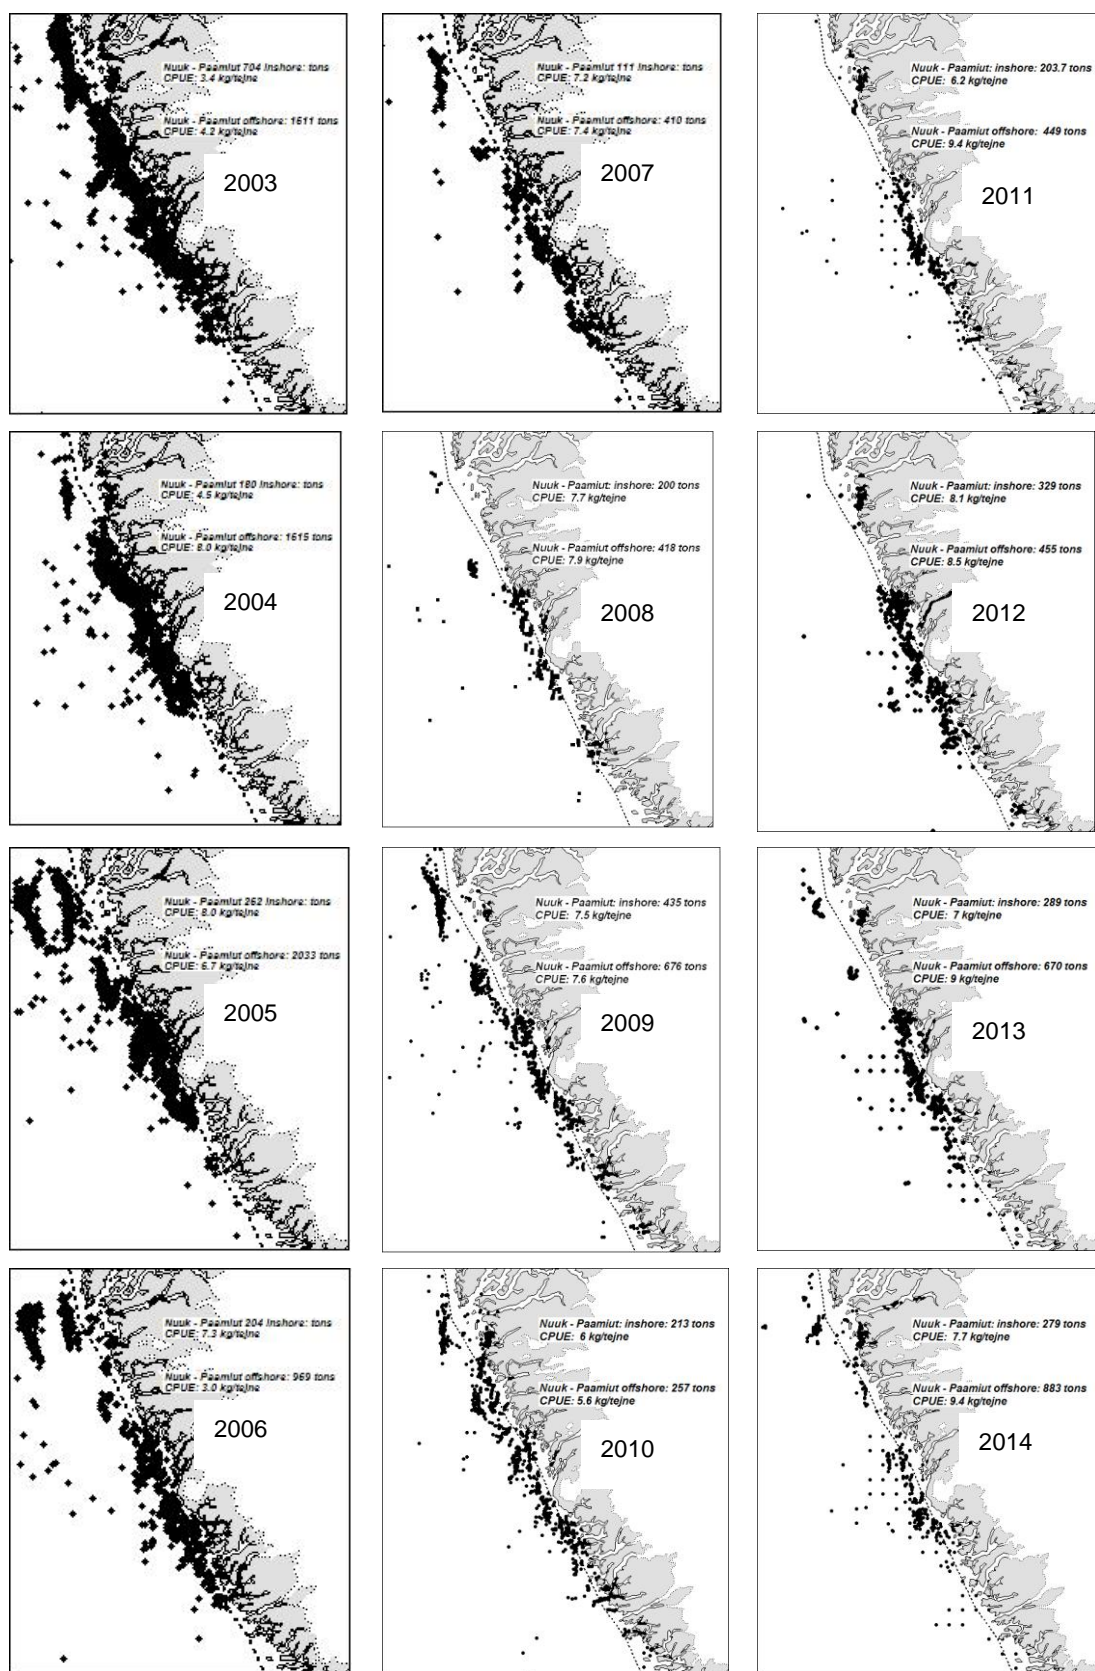 Nuuk - Paamiut 704 Inshore: tons
CPUE: 3.4 kg/tejne
Nuuk - Paamiut offshore: 1611 tons
CPUE: 4.2 kg/tejne
2003
Nuuk - Paamiut 111 Inshore: tons
CPUE: 7.2 kg/tejne
Nuuk - Paamiut offshore: 410 tons
CPUE: 7.4 kg/tejne
2007
Nuuk - Paamiut: inshore: 203.7 tons
CPUE: 6.2 kg/tejne
Nuuk - Paamiut offshore: 449 tons
CPUE: 9.4 kg/tejne
2011
Nuuk - Paamiut 180 Inshore: tons
CPUE: 4.5 kg/tejne
Nuuk - Paamiut offshore: 1615 tons
CPUE: 8.0 kg/tejne
2004
Nuuk - Paamiut: inshore: 200 tons
CPUE: 7.7 kg/tejne
Nuuk - Paamiut offshore: 418 tons
CPUE: 7.9 kg/tejne
2008
Nuuk - Paamiut: inshore: 329 tons
CPUE: 8.1 kg/tejne
Nuuk - Paamiut offshore: 455 tons
CPUE: 8.5 kg/tejne
2012
Nuuk - Paamiut 262 Inshore: tons
CPUE: 8.0 kg/tejne
Nuuk - Paamiut offshore: 2033 tons
CPUE: 6.7 kg/tejne
2005
Nuuk - Paamiut: inshore: 435 tons
CPUE: 7.5 kg/tejne
Nuuk - Paamiut offshore: 676 tons
CPUE: 7.6 kg/tejne
2009
Nuuk - Paamiut: inshore: 289 tons
CPUE: 7 kg/tejne
Nuuk - Paamiut offshore: 670 tons
CPUE: 9 kg/tejne
2013
Nuuk - Paamiut 204 Inshore: tons
CPUE: 7.3 kg/tejne
Nuuk - Paamiut offshore: 969 tons
CPUE: 3.0 kg/tejne
2006
Nuuk - Paamiut: inshore: 213 tons
CPUE: 6 kg/tejne
Nuuk - Paamiut offshore: 257 tons
CPUE: 5.6 kg/tejne
2010
Nuuk - Paamiut: inshore: 279 tons
CPUE: 7.7 kg/tejne
Nuuk - Paamiut offshore: 883 tons
CPUE: 9.4 kg/tejne
2014